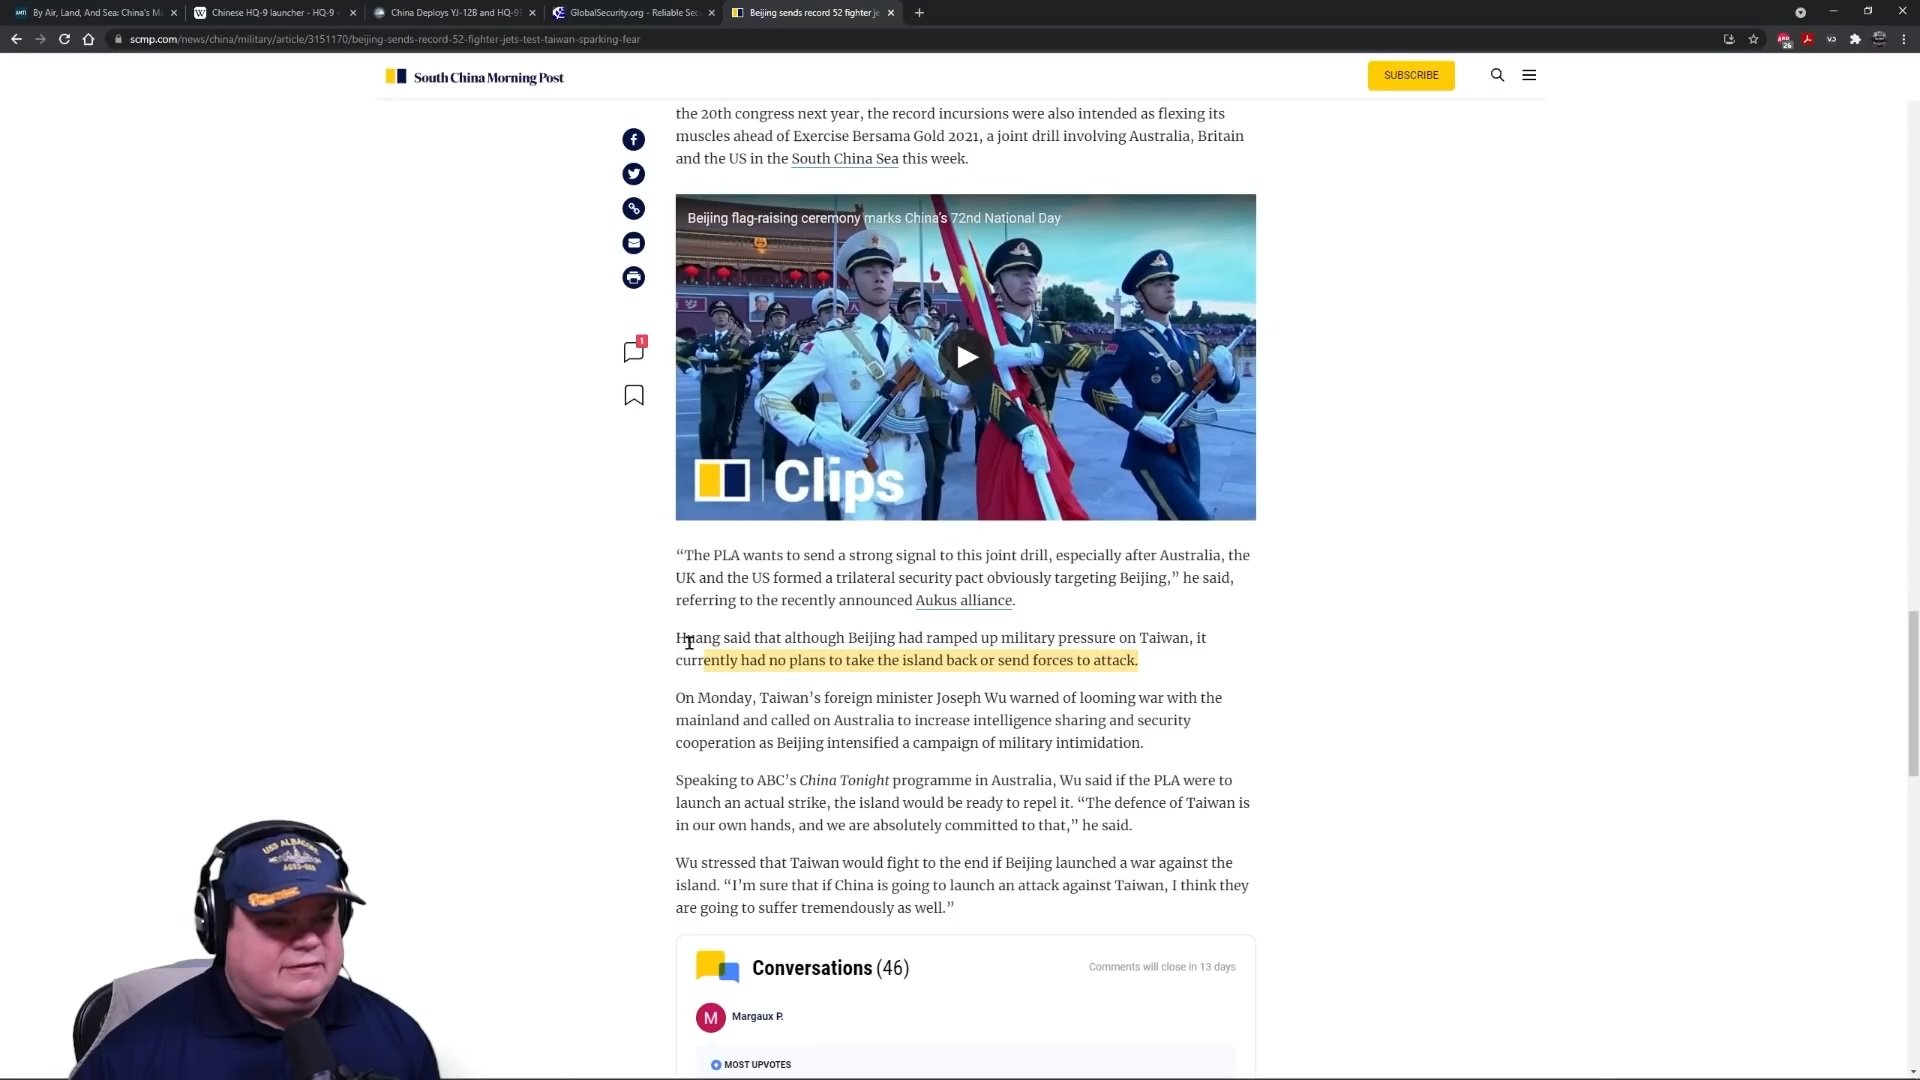 By Air, Land, And Sea: China's Ma
Chinese HQ-9 launcher - HQ-9 -
China Deploys YJ-12B and HQ-9B
GlobalSecurity.org - Reliable Sec
Beijing sends record 52 fighter je
scmp.com/news/china/military/article/3151170/beijing-sends-record-52-fighter-jets-test-taiwan-sparking-fear
South China Morning Post
SUBSCRIBE
the 20th congress next year, the record incursions were also intended as flexing its
muscles ahead of Exercise Bersama Gold 2021, a joint drill involving Australia, Britain
and the US in the South China Sea this week.
Beijing flag-raising ceremony marks China's 72nd National Day
Clips
1
“The PLA wants to send a strong signal to this joint drill, especially after Australia, the
UK and the US formed a trilateral security pact obviously targeting Beijing,” he said,
referring to the recently announced Aukus alliance.
Huang said that although Beijing had ramped up military pressure on Taiwan, it
currently had no plans to take the island back or send forces to attack.
On Monday, Taiwan’s foreign minister Joseph Wu warned of looming war with the
mainland and called on Australia to increase intelligence sharing and security
cooperation as Beijing intensified a campaign of military intimidation.
Speaking to ABC’s China Tonight programme in Australia, Wu said if the PLA were to
launch an actual strike, the island would be ready to repel it. “The defence of Taiwan is
in our own hands, and we are absolutely committed to that,” he said.
Wu stressed that Taiwan would fight to the end if Beijing launched a war against the
island. “I’m sure that if China is going to launch an attack against Taiwan, I think they
are going to suffer tremendously as well.”
Conversations (46)
Comments will close in 13 days
M
Margaux P.
MOST UPVOTES
USS ALBACORE
AGSS-569